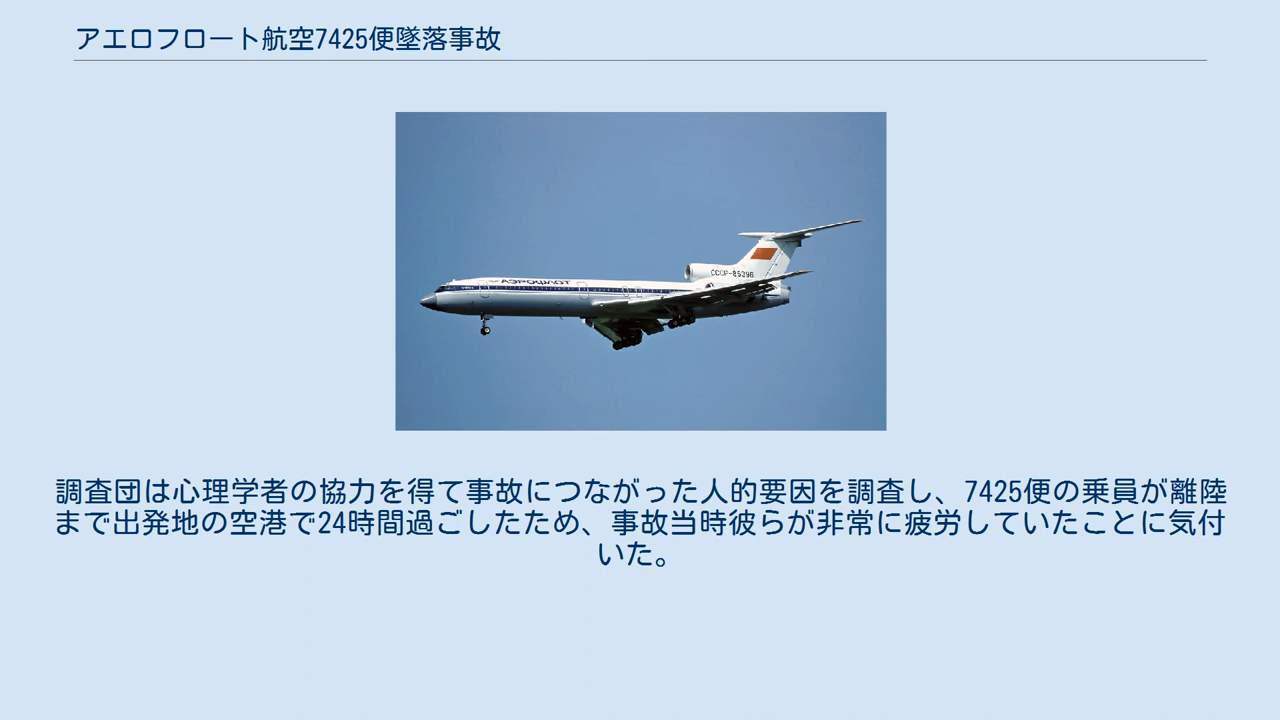 アエロフロート航空7425便墜落事故
АЭРОФЛОТ
СССР-85396
調査団は心理学者の協力を得て事故につながった人的要因を調査し、7425便の乗員が離陸
まで出発地の空港で24時間過ごしたため、事故当時彼らが非常に疲労していたことに気付
いた。